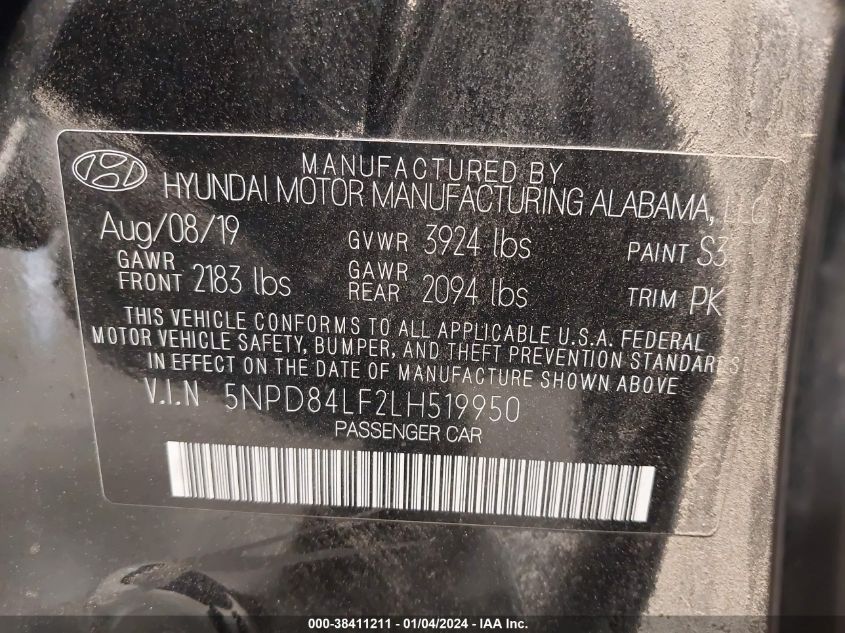 MANUFACTURED BY
HYUNDAI MOTOR MANUFACTURING ALABAMA, LLC
Aug/08/19 GVWR 3924 lbs PAINT S3
GAWR FRONT 2183 lbs GAWR REAR 2094 lbs TRIM PK
THIS VEHICLE CONFORMS TO ALL APPLICABLE U.S.A. FEDERAL
MOTOR VEHICLE SAFETY, BUMPER, AND THEFT PREVENTION STANDARDS
IN EFFECT ON THE DATE OF MANUFACTURE SHOWN ABOVE
V.I.N 5NPD84LF2LH519950
PASSENGER CAR
000-38411211 - 01/04/2024 - IAA Inc.